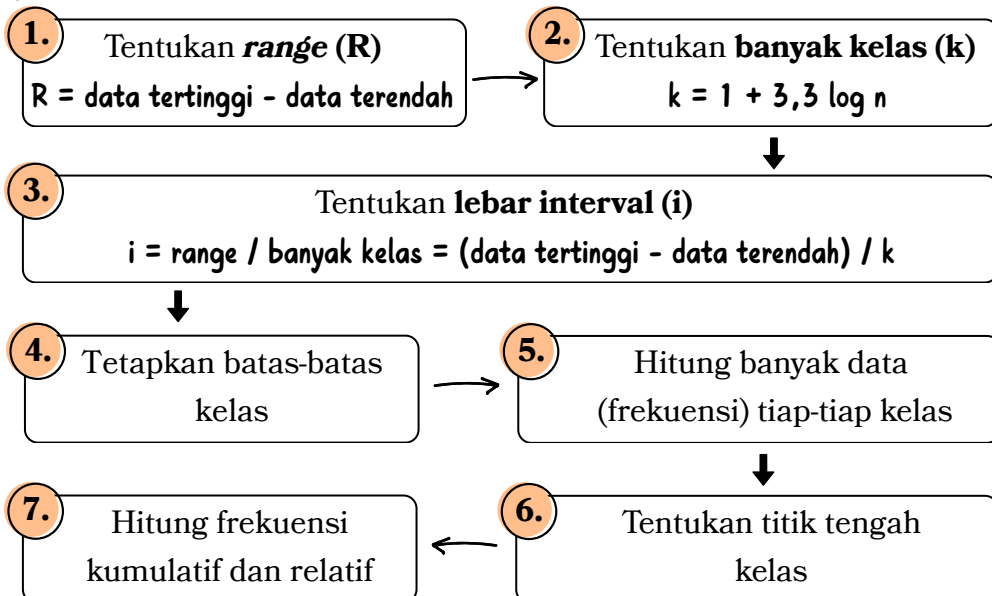 1.
Tentukan range (R)
R = data tertinggi - data terendah
2.
Tentukan banyak kelas (k)
k = 1 + 3,3 log n
3.
Tentukan lebar interval (i)
i = range / banyak kelas = (data tertinggi - data terendah) / k
4.
Tetapkan batas-batas
kelas
5.
Hitung banyak data
(frekuensi) tiap-tiap kelas
6.
Tentukan titik tengah
kelas
7.
Hitung frekuensi
kumulatif dan relatif